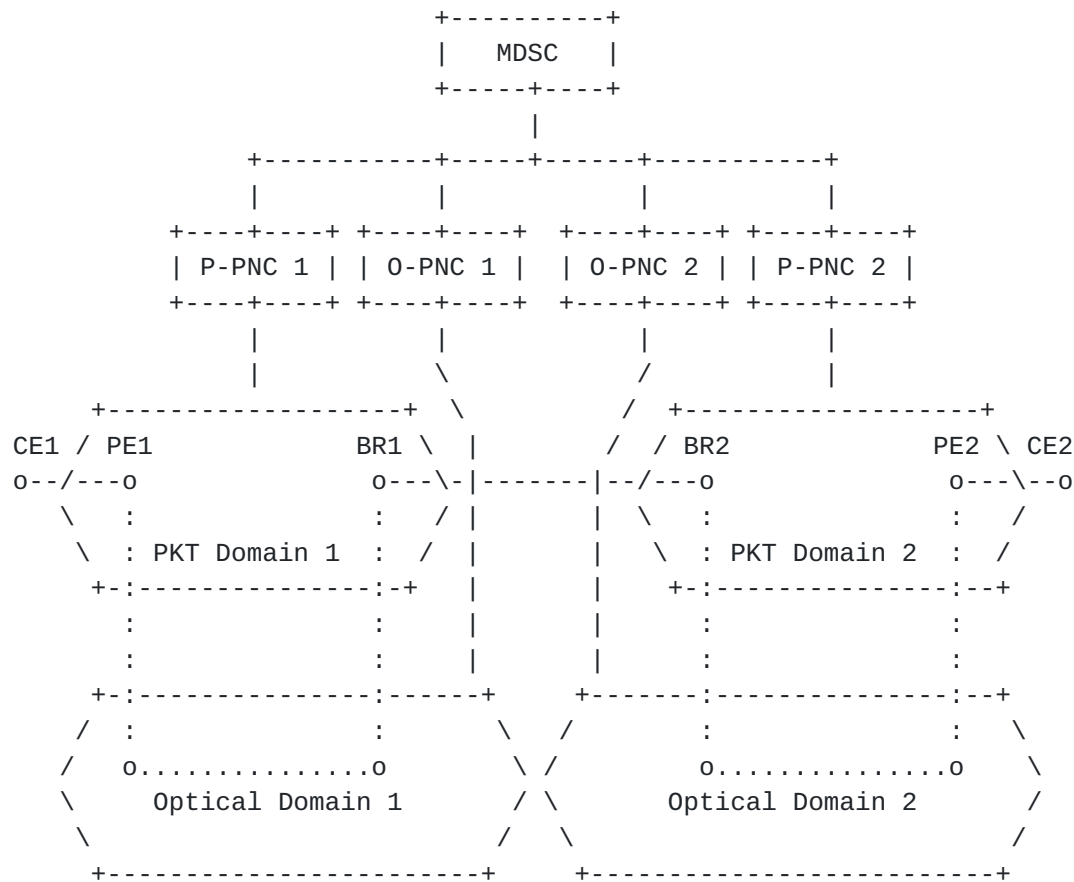 MDSC
P-PNC 1 O-PNC 1 O-PNC 2 P-PNC 2
CE1 PE1 BR1 BR2 PE2 CE2
PKT Domain 1 PKT Domain 2
Optical Domain 1 Optical Domain 2